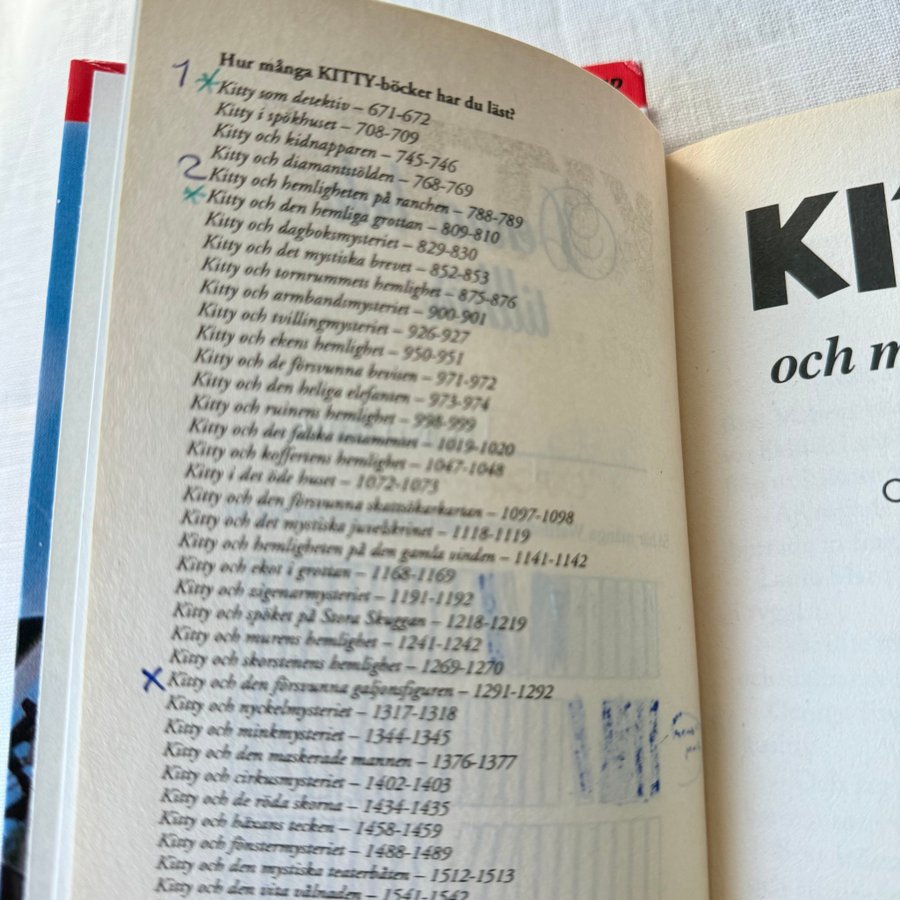 Hur många KITTY-böcker har du läst?
1 * Kitty som detektiv – 671-672
Kitty i spökhuset – 708-709
Kitty och kidnapparen – 745-746
Kitty och diamantstölden – 768-769
2 Kitty och hemligheten på ranchen – 788-789
* Kitty och den hemliga grottan – 809-810
Kitty och dagboksmysteriet – 829-830
Kitty och det mystiska brevet – 852-853
Kitty och tornrummets hemlighet – 875-876
Kitty och armbandsmysteriet – 900-901
Kitty och tvillingmysteriet – 926-927
Kitty och ekens hemlighet – 950-951
Kitty och de försvunna bevisen – 971-972
Kitty och den heliga elefanten – 973-974
Kitty och ruinens hemlighet – 998-999
Kitty och det falska testamentet – 1019-1020
Kitty och kofferten hemlighet – 1047-1048
Kitty i det öde huset – 1072-1073
Kitty och den försvunna skattsökarkartan – 1097-1098
Kitty och det mystiska juvelskrinet – 1118-1119
Kitty och hemligheten på den gamla vinden – 1141-1142
Kitty och ekot i grottan – 1168-1169
Kitty och zigenarmysteriet – 1191-1192
Kitty och spöket på Stora Skuggan – 1218-1219
Kitty och murens hemlighet – 1241-1242
Kitty och skorstenens hemlighet – 1269-1270
x Kitty och den försvunna galjonsfiguren – 1291-1292
Kitty och nyckelmysteriet – 1317-1318
Kitty och minkmysteriet – 1344-1345
Kitty och den maskerade mannen – 1376-1377
Kitty och cirkusmysteriet – 1402-1403
Kitty och de röda skorna – 1434-1435
Kitty och häxans tecken – 1458-1459
Kitty och fönstermysteriet – 1488-1489
Kitty och den mystiska teaterbåten – 1512-1513
Kitty och den vita vålnaden – 1541-1542
KI
och m